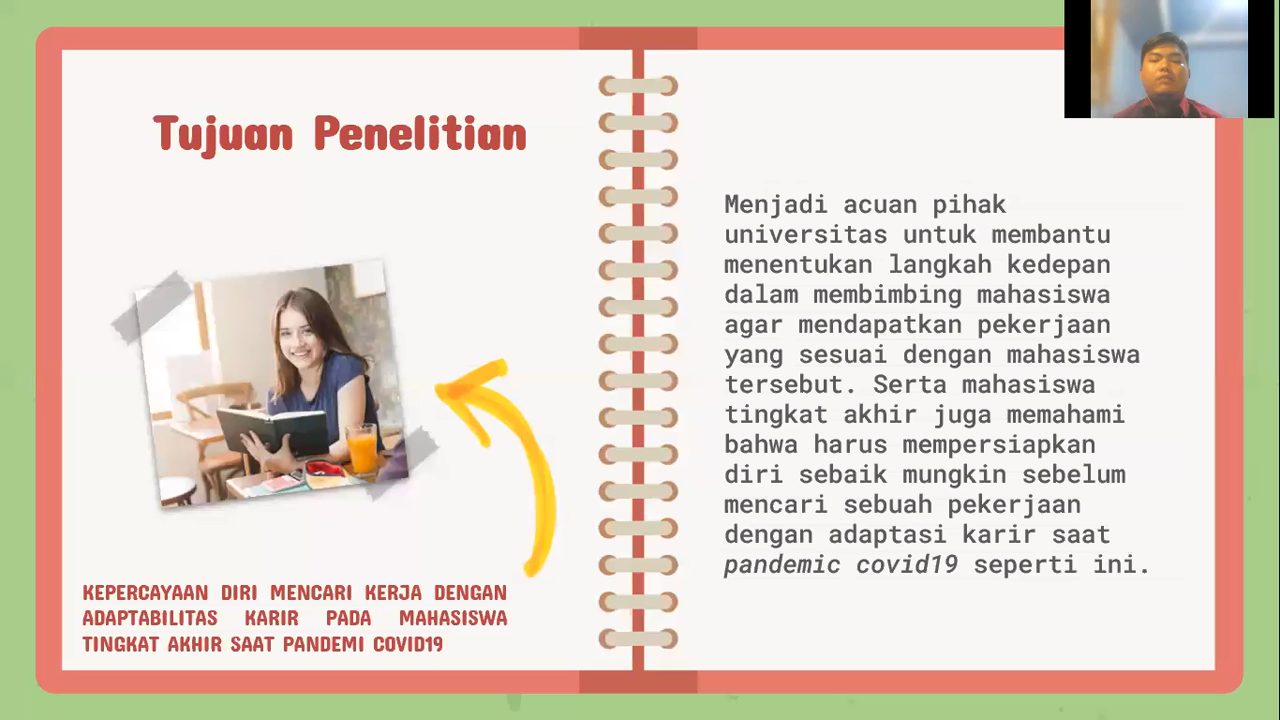 Tujuan Penelitian
KEPERCAYAAN DIRI MENCARI KERJA DENGAN
ADAPTABILITAS KARIR PADA MAHASISWA
TINGKAT AKHIR SAAT PANDEMI COVID19
Menjadi acuan pihak
universitas untuk membantu
menentukan langkah kedepan
dalam membimbing mahasiswa
agar mendapatkan pekerjaan
yang sesuai dengan mahasiswa
tersebut. Serta mahasiswa
tingkat akhir juga memahami
bahwa harus mempersiapkan
diri sebaik mungkin sebelum
mencari sebuah pekerjaan
dengan adaptasi karir saat
pandemic covid19 seperti ini.